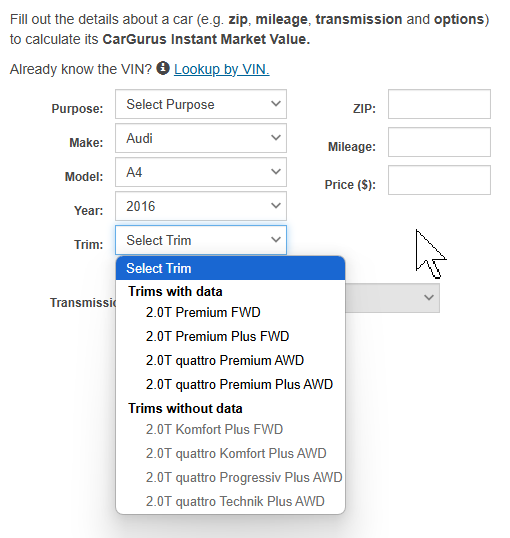 Fill out the details about a car (e.g. zip, mileage, transmission and options)
to calculate its CarGurus Instant Market Value.
Already know the VIN? Lookup by VIN.
Purpose: Select Purpose
ZIP:
Make: Audi
Mileage:
Model: A4
Price ($):
Year: 2016
Trim: Select Trim
Select Trim
Trims with data
2.0T Premium FWD
Transmissio
2.0T Premium Plus FWD
2.0T quattro Premium AWD
2.0T quattro Premium Plus AWD
Trims without data
2.0T Komfort Plus FWD
2.0T quattro Komfort Plus AWD
2.0T quattro Progressiv Plus AWD
2.0T quattro Technik Plus AWD